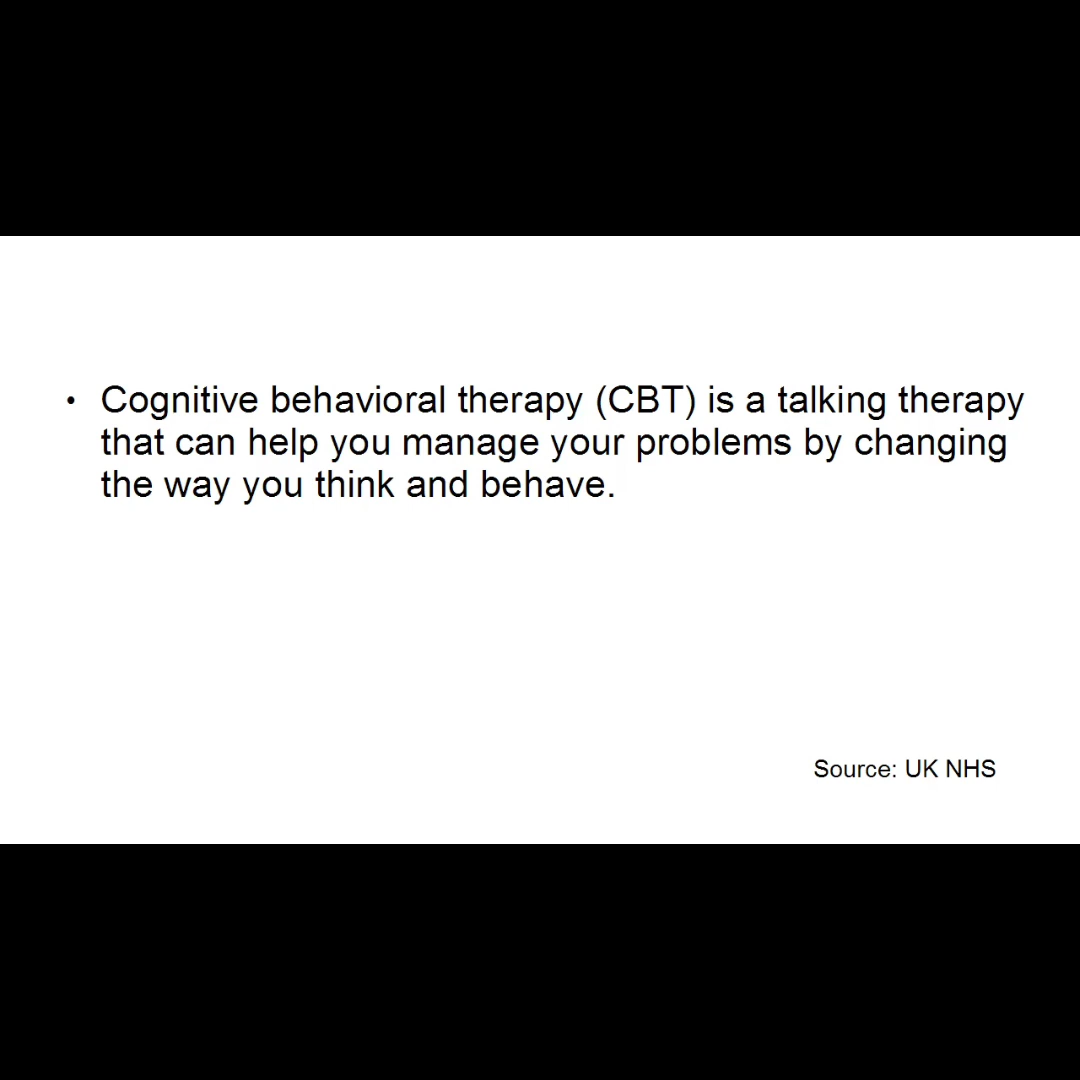 • Cognitive behavioral therapy (CBT) is a talking therapy
that can help you manage your problems by changing
the way you think and behave.
Source: UK NHS